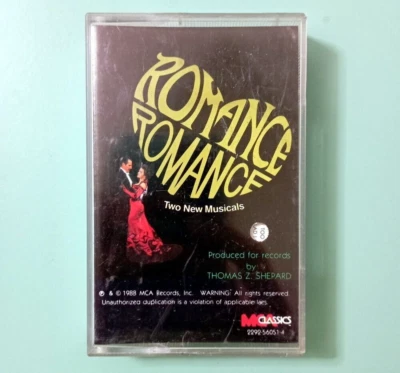 ROMANCE
ROMANCE
Two New Musicals
Produced for records
by
THOMAS Z. SHEPARD
℗ & © 1988 MCA Records, Inc. WARNING: All rights reserved.
Unauthorized duplication is a violation of applicable laws.
MCA CLASSICS